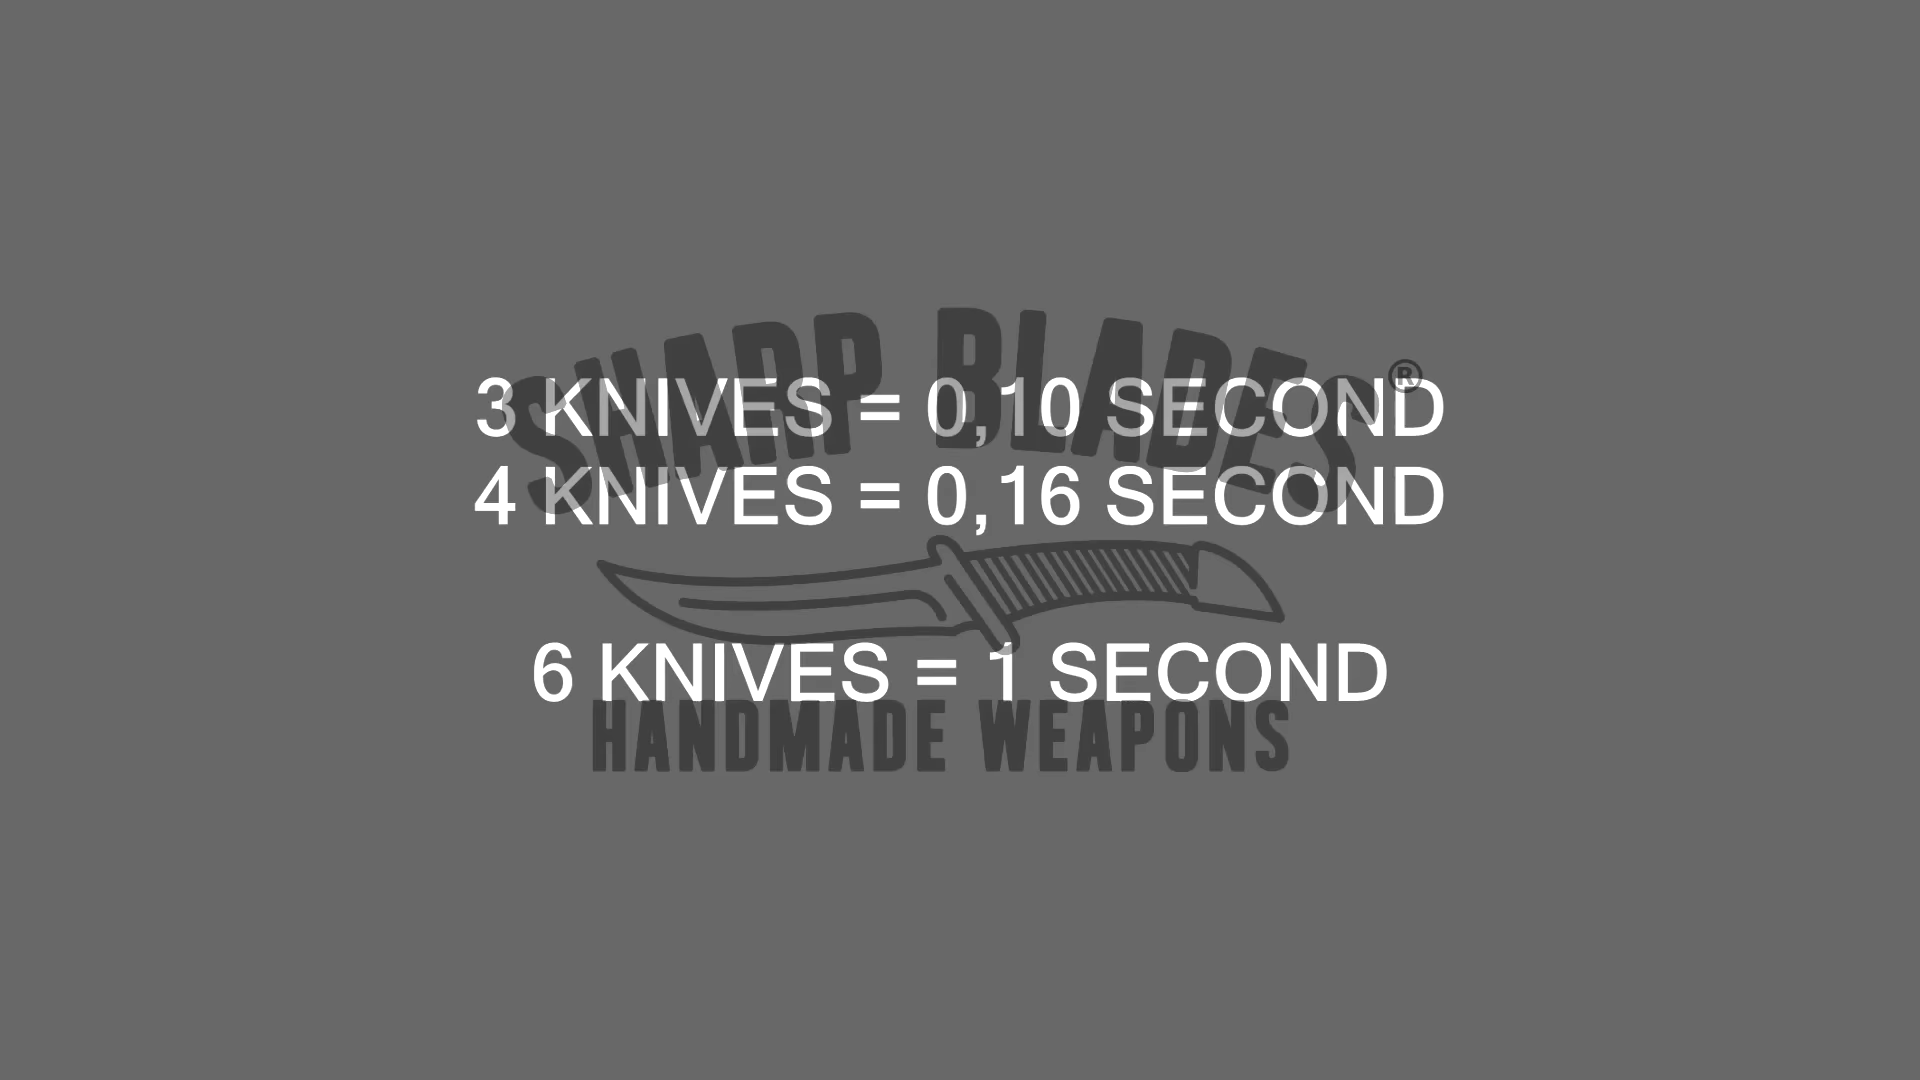 SHARP BLADES®
3 KNIVES = 0,10 SECOND
4 KNIVES = 0,16 SECOND
6 KNIVES = 1 SECOND
HANDMADE WEAPONS